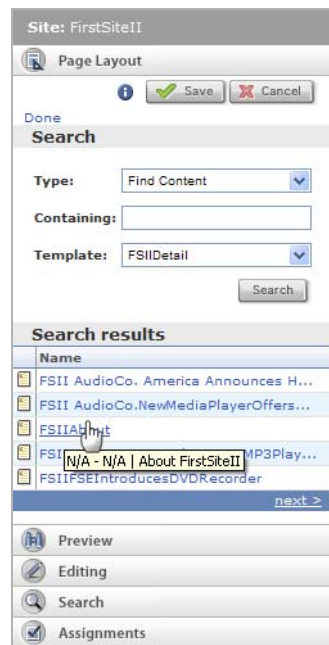 Site: FirstSiteII
Page Layout
Save Cancel
Done
Search
Type: Find Content
Containing:
Template: FSIIDetail
Search
Search results
Name
FSII AudioCo. America Announces H...
FSII AudioCo.NewMediaPlayerOffers...
FSIIAbout
MP3Play...
N/A - N/A | About FirstSiteII
FSIIFSEIntroducesDVDRecorder
next >
Preview
Editing
Search
Assignments